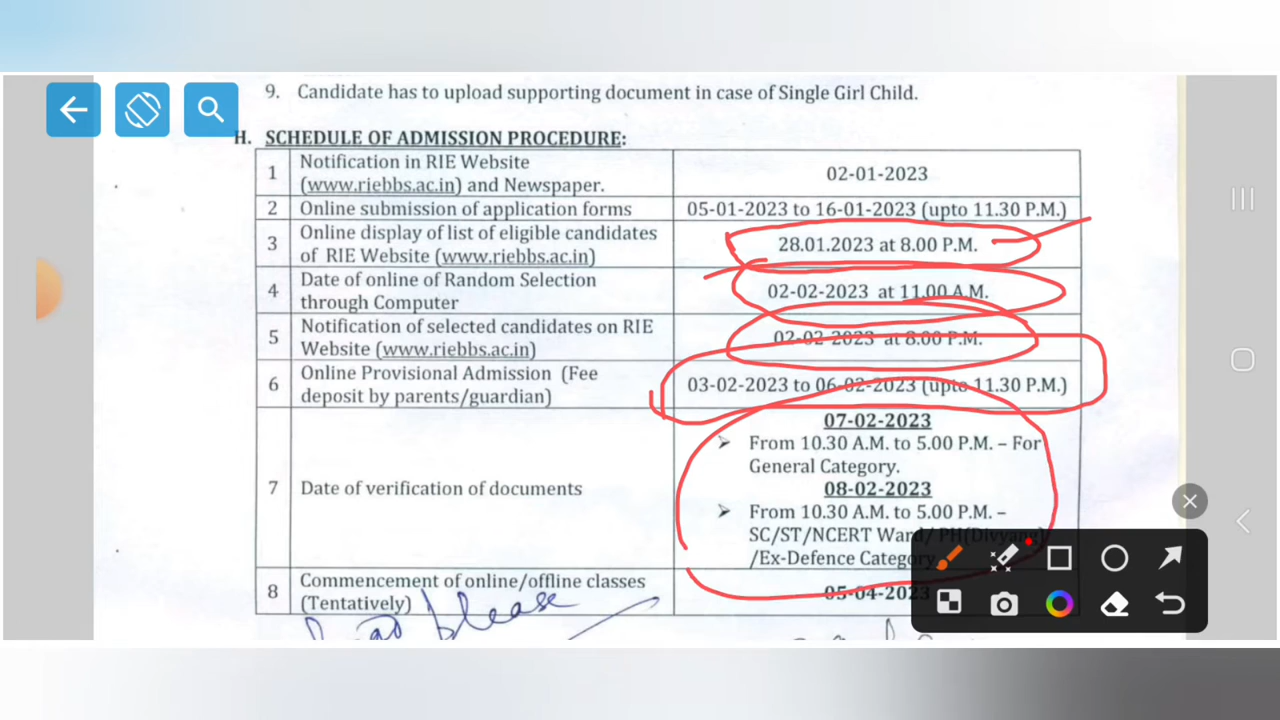 9. Candidate has to upload supporting document in case of Single Girl Child.
H. SCHEDULE OF ADMISSION PROCEDURE:
1 Notification in RIE Website
(www.riebbs.ac.in) and Newspaper.
02-01-2023
2 Online submission of application forms 05-01-2023 to 16-01-2023 (upto 11.30 P.M.)
3 Online display of list of eligible candidates
of RIE Website (www.riebbs.ac.in)
28.01.2023 at 8.00 P.M.
4 Date of online of Random Selection
through Computer
02-02-2023 at 11.00 A.M.
5 Notification of selected candidates on RIE
Website (www.riebbs.ac.in)
02-02-2023 at 8.00 P.M.
6 Online Provisional Admission (Fee
deposit by parents/guardian)
03-02-2023 to 06-02-2023 (upto 11.30 P.M.)
7 Date of verification of documents
07-02-2023
➢ From 10.30 A.M. to 5.00 P.M. – For
General Category.
08-02-2023
➢ From 10.30 A.M. to 5.00 P.M. –
SC/ST/NCERT Ward/ PH(Divyang)
/Ex-Defence Category
8 Commencement of online/offline classes
(Tentatively)
05-04-2023
please